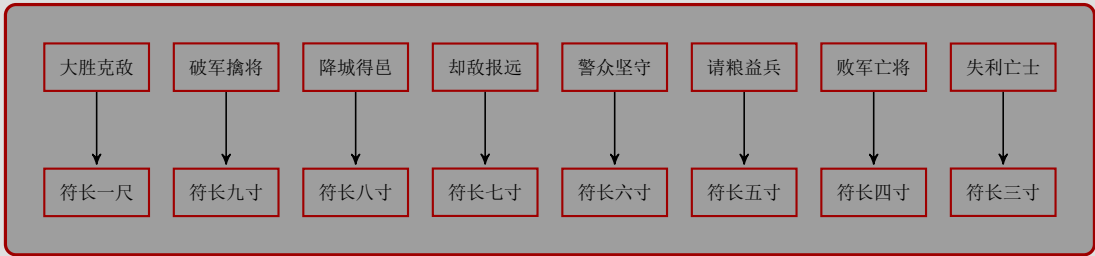 大胜克敌 破军擒将 降城得邑 却敌报远 警众坚守 请粮益兵 败军亡将 失利亡士
符长一尺 符长九寸 符长八寸 符长七寸 符长六寸 符长五寸 符长四寸 符长三寸